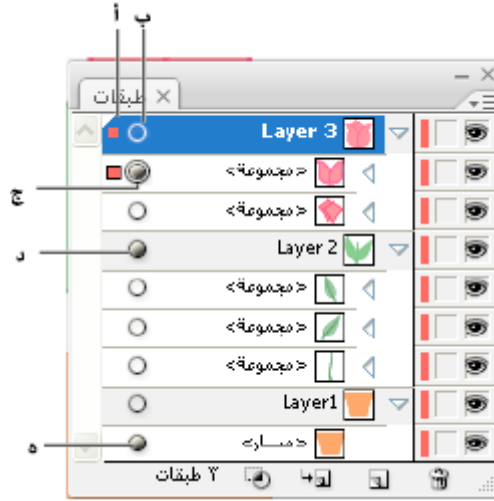 أ ب
طبقات
Layer 3
<مجموعة>
ج
<مجموعة>
د
Layer 2
<مجموعة>
<مجموعة>
<مجموعة>
Layer1
ه
<مسار>
٣ طبقات